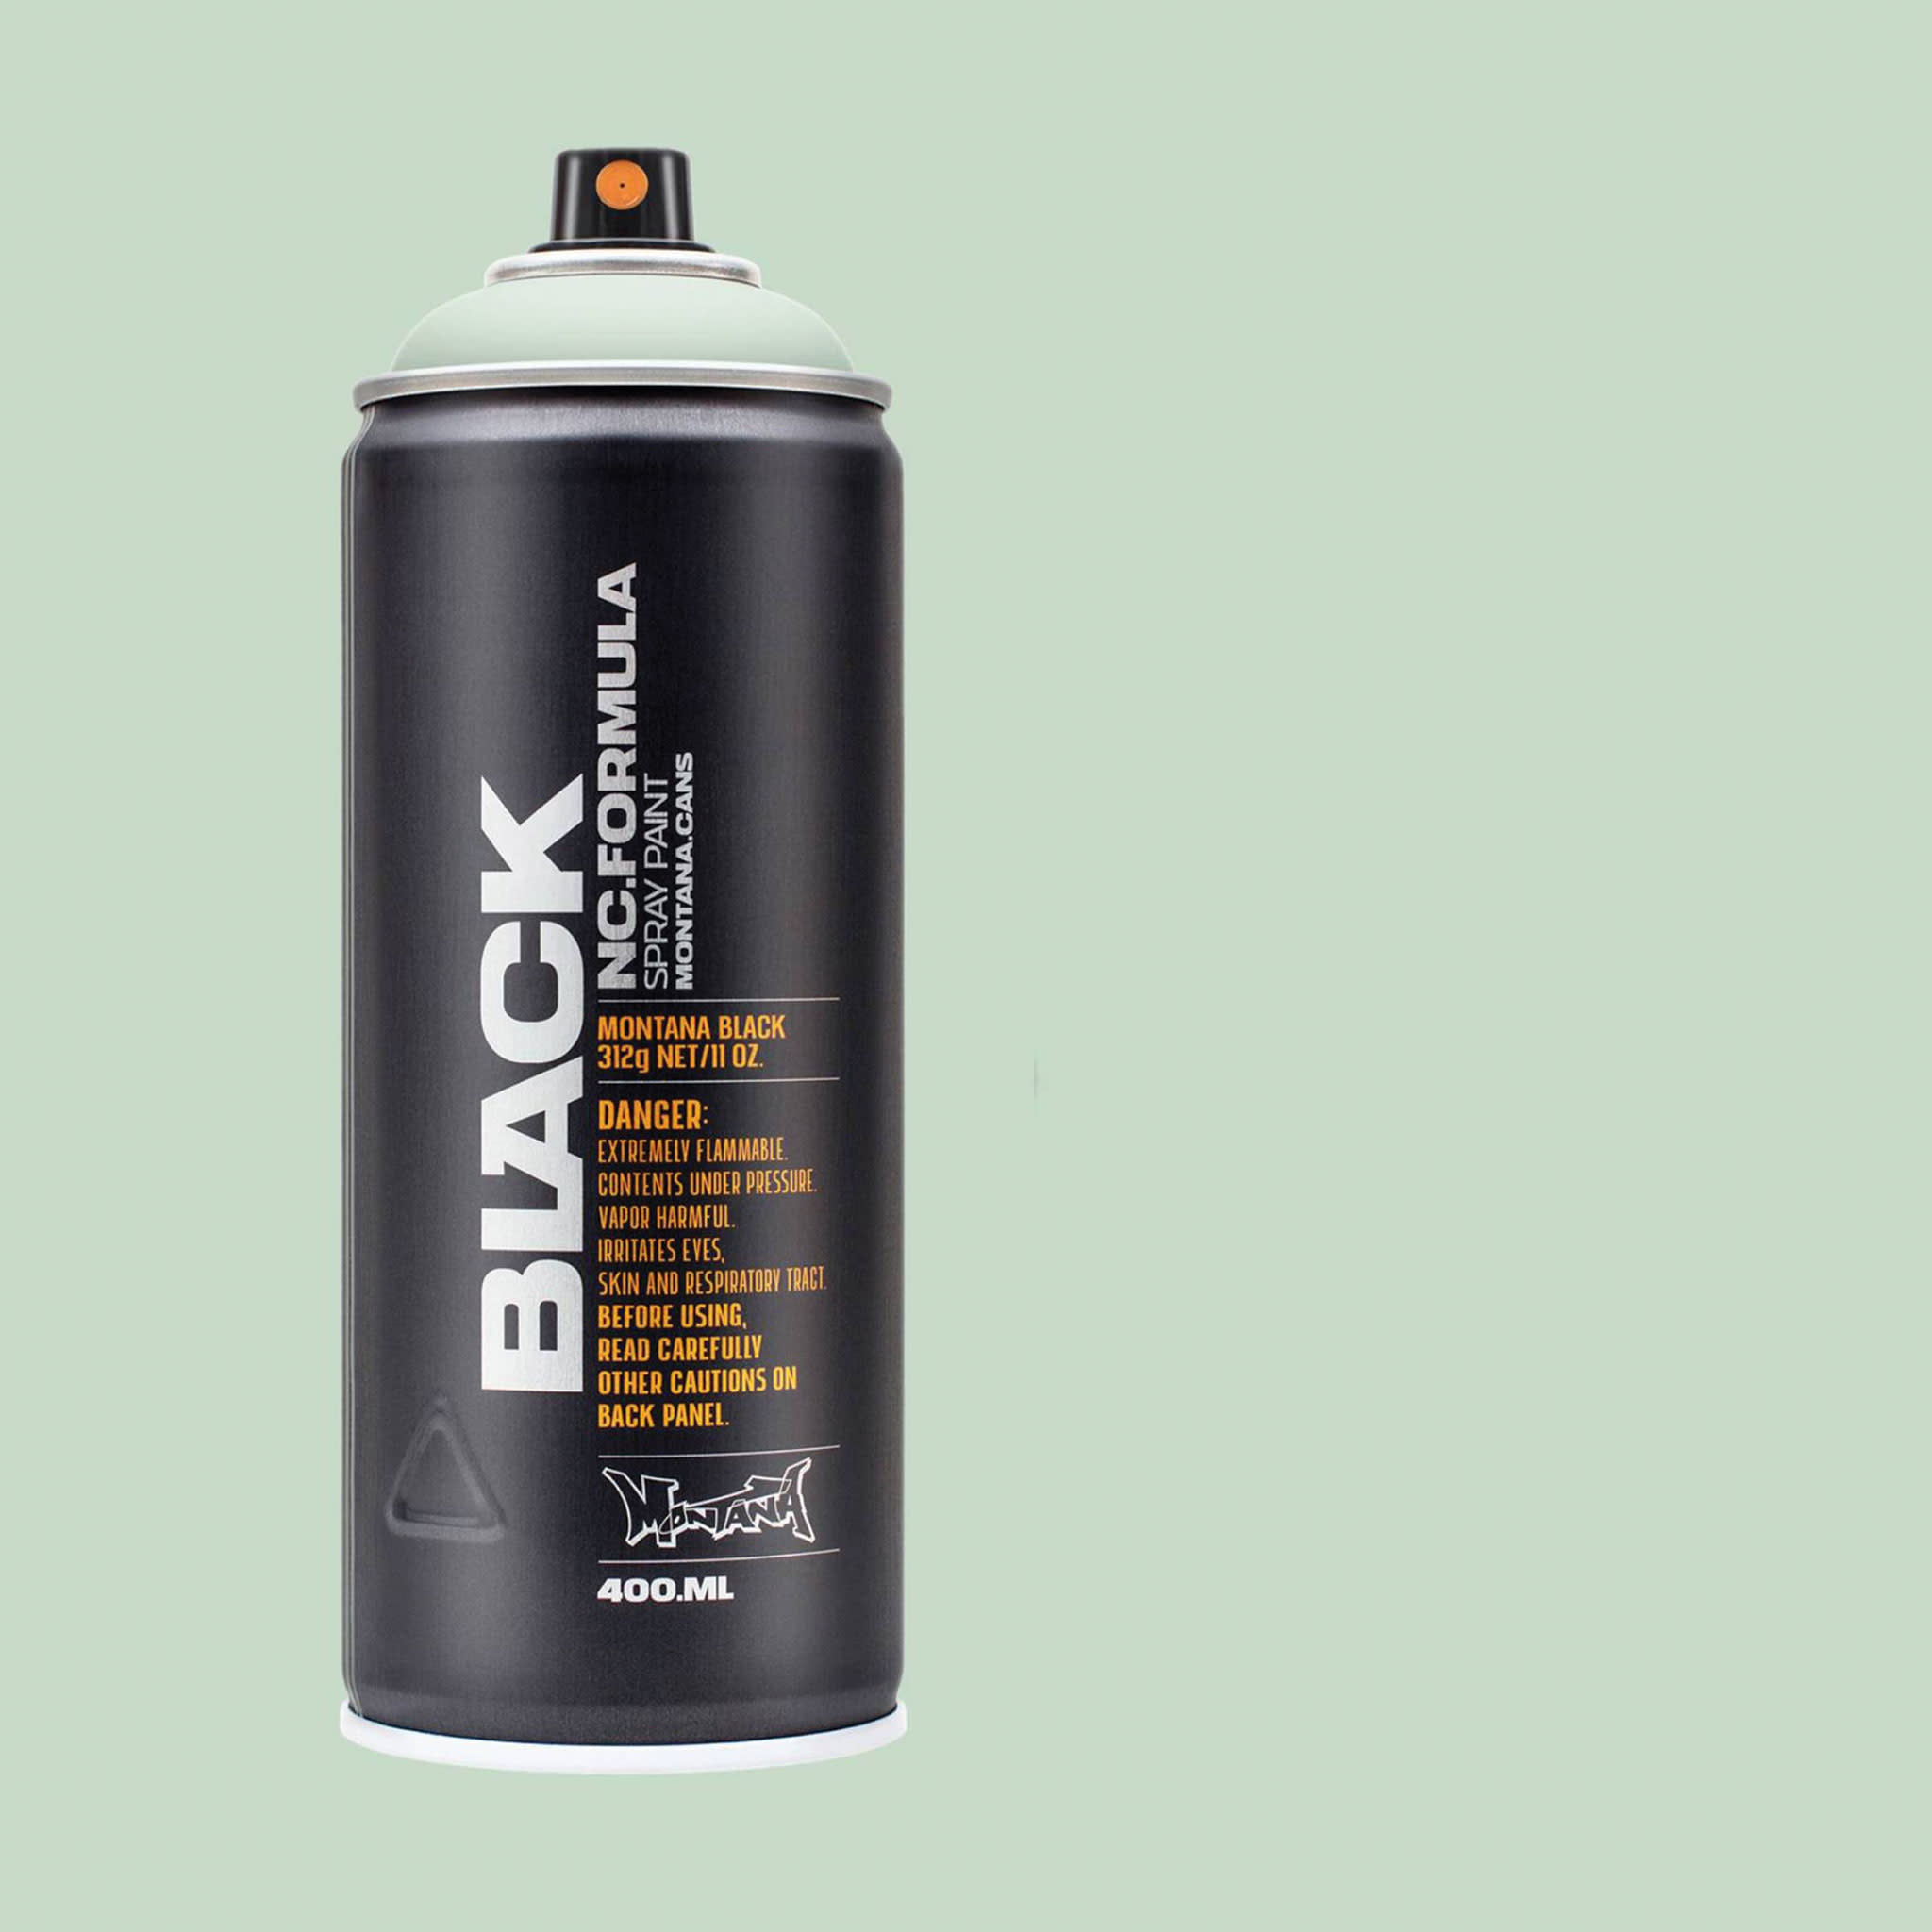 BLACK
NC.FORMULA
SPRAY PAINT
MONTANA.CANS
MONTANA BLACK
312g NET/11 OZ.
DANGER:
EXTREMELY FLAMMABLE.
CONTENTS UNDER PRESSURE.
VAPOR HARMFUL.
IRRITATES EYES,
SKIN AND RESPIRATORY TRACT.
BEFORE USING,
READ CAREFULLY
OTHER CAUTIONS ON
BACK PANEL.
MONTANA
400.ML